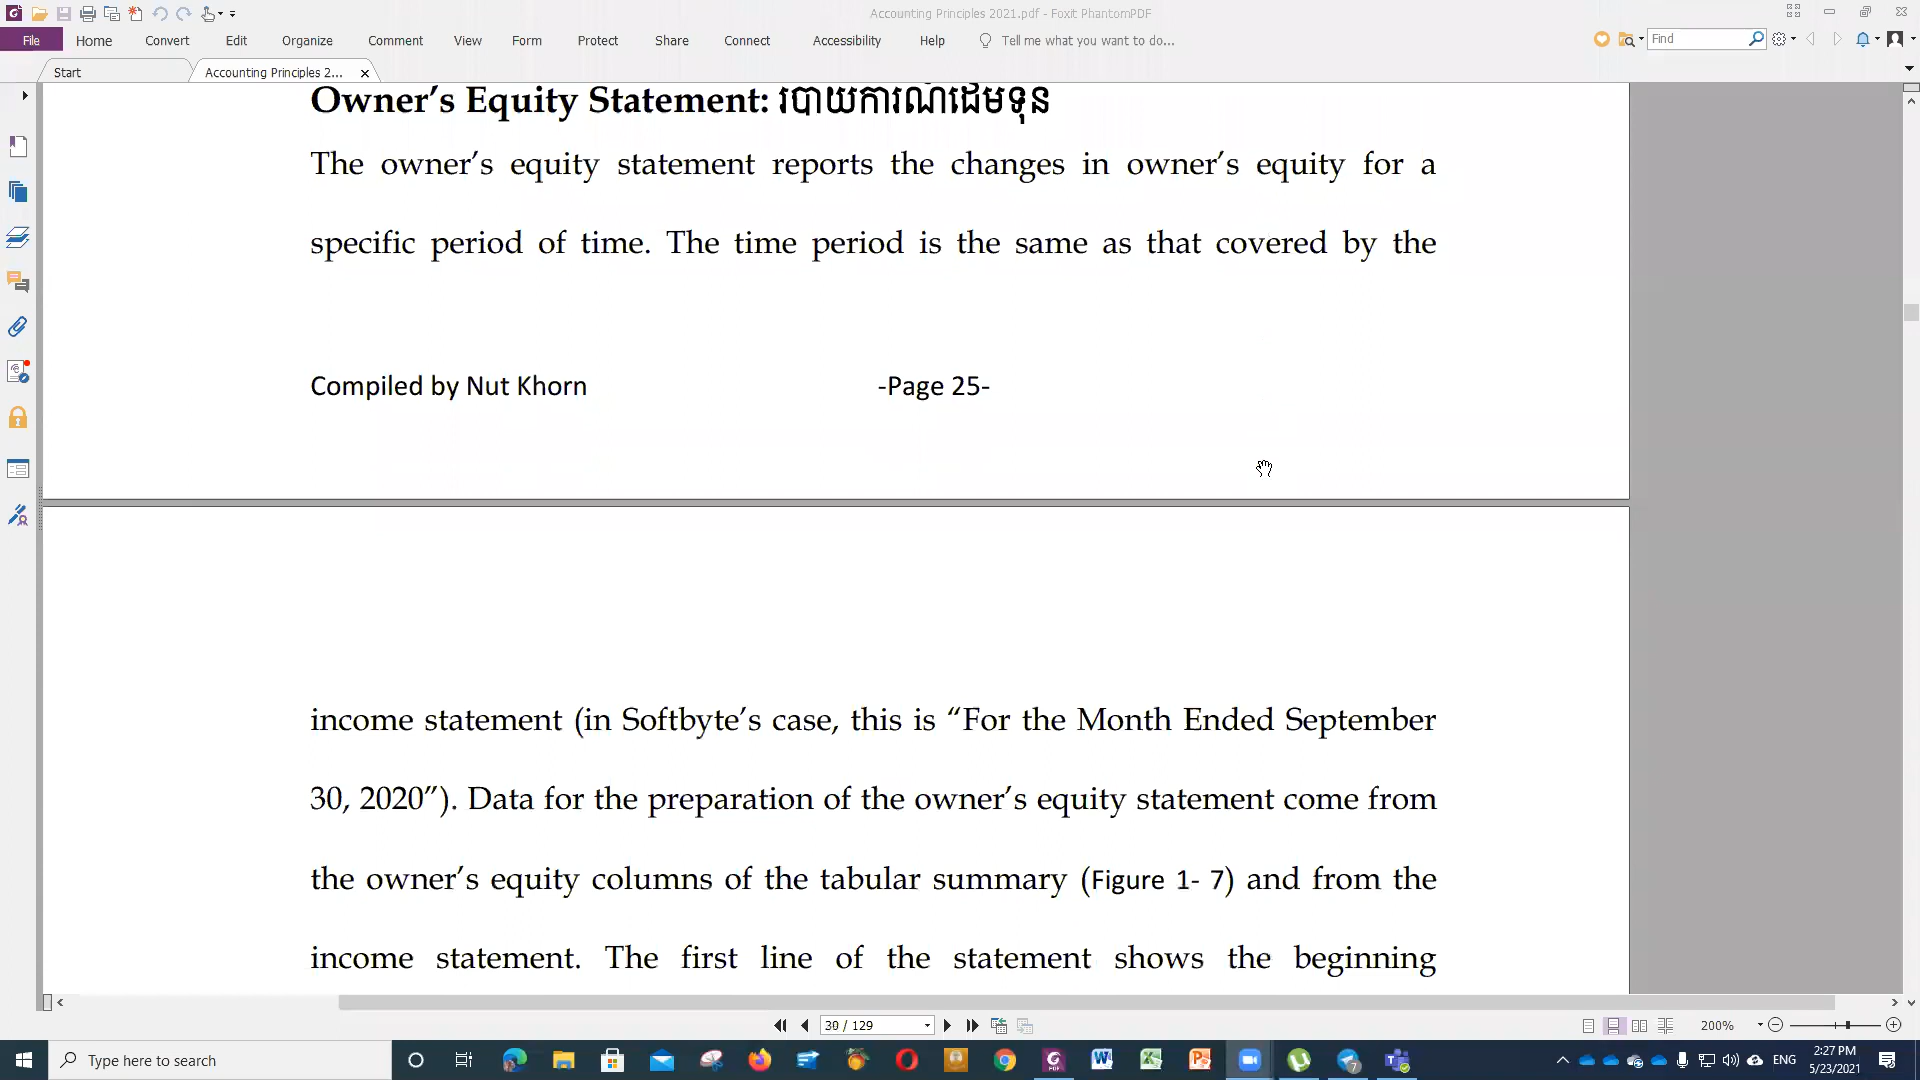 Accounting Principles 2021.pdf - Foxit PhantomPDF
File Home Convert Edit Organize Comment View Form Protect Share Connect Accessibility Help Tell me what you want to do... Find
Start Accounting Principles 2...
Owner’s Equity Statement: របាយការណ៍ដើមទុន
The owner’s equity statement reports the changes in owner’s equity for a
specific period of time. The time period is the same as that covered by the
Compiled by Nut Khorn -Page 25-
income statement (in Softbyte’s case, this is “For the Month Ended September
30, 2020”). Data for the preparation of the owner’s equity statement come from
the owner’s equity columns of the tabular summary (Figure 1- 7) and from the
income statement. The first line of the statement shows the beginning
30 / 129 200%
Type here to search ENG 2:27 PM
5/23/2021